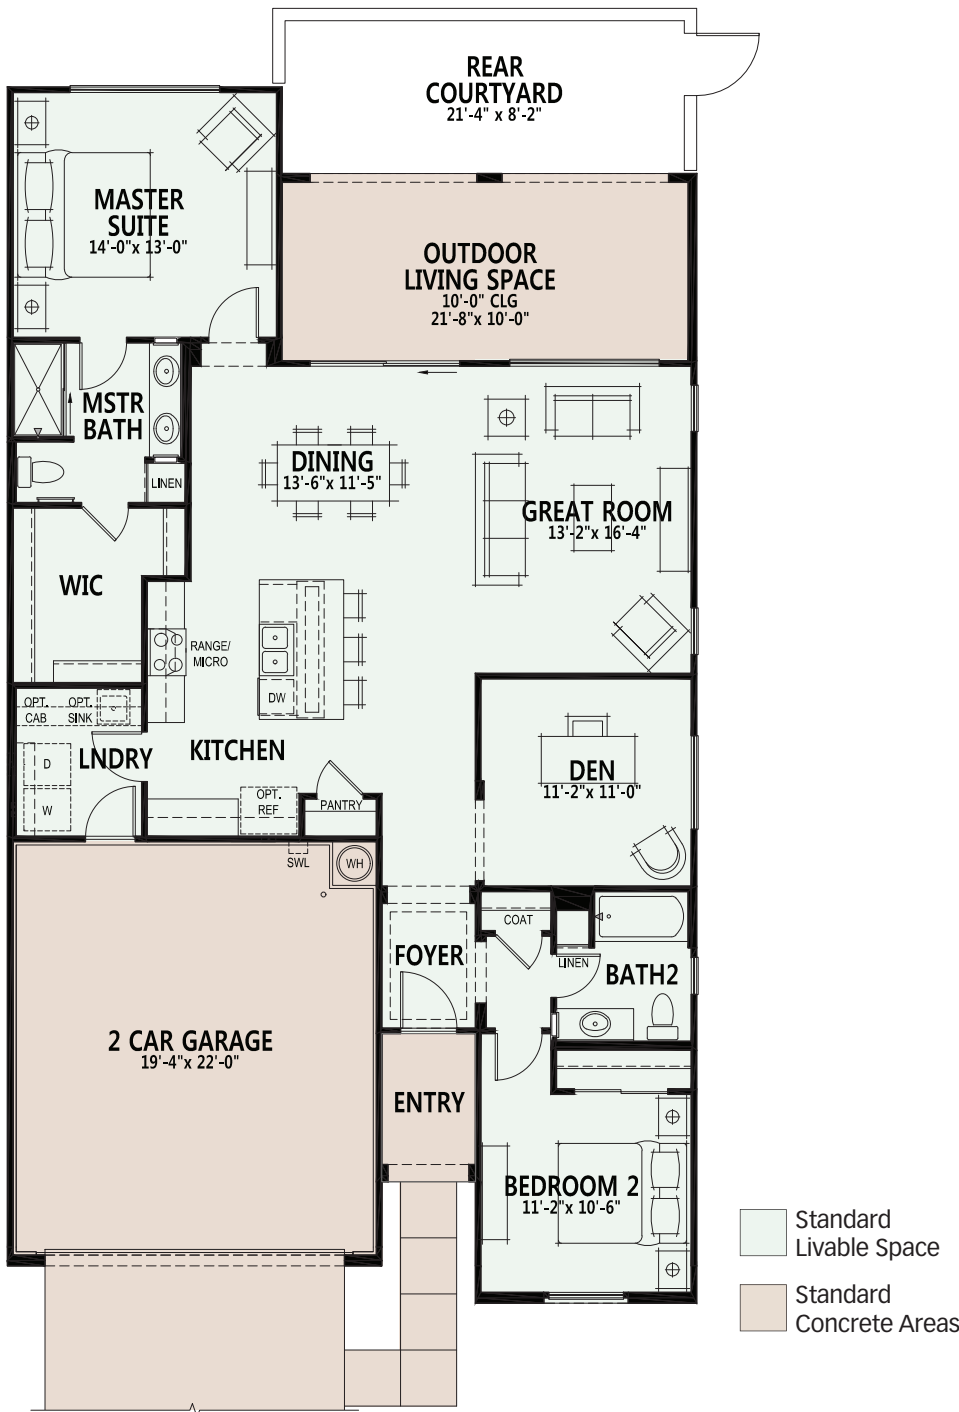 REAR
COURTYARD
21'-4" x 8'-2"
MASTER
SUITE
14'-0"x 13'-0"
OUTDOOR
LIVING SPACE
10'-0" CLG
21'-8"x 10'-0"
MSTR
BATH
LINEN
DINING
13'-6"x 11'-5"
GREAT ROOM
13'-2"x 16'-4"
WIC
RANGE/
MICRO
DW
OPT.
CAB
OPT.
SINK
LNDRY
D
W
KITCHEN
OPT.
REF
PANTRY
DEN
11'-2"x 11'-0"
SWL
WH
COAT
FOYER
LINEN
BATH2
2 CAR GARAGE
19'-4"x 22'-0"
ENTRY
BEDROOM 2
11'-2"x 10'-6"
Standard
Livable Space
Standard
Concrete Areas